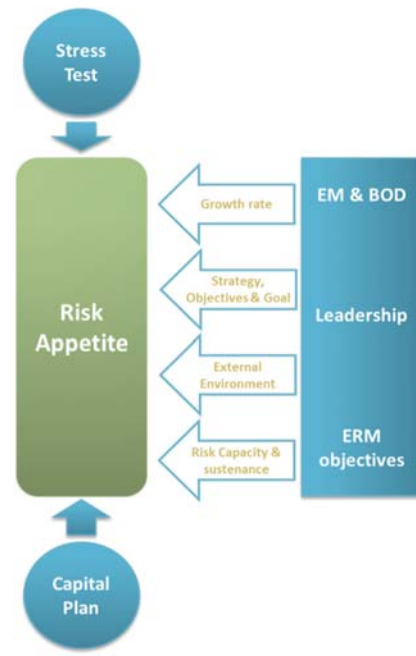 Stress
Test
Growth rate
EM & BOD
Strategy,
Objectives & Goal
Risk
Appetite
Leadership
External
Environment
Risk Capacity &
sustenance
ERM
objectives
Capital
Plan